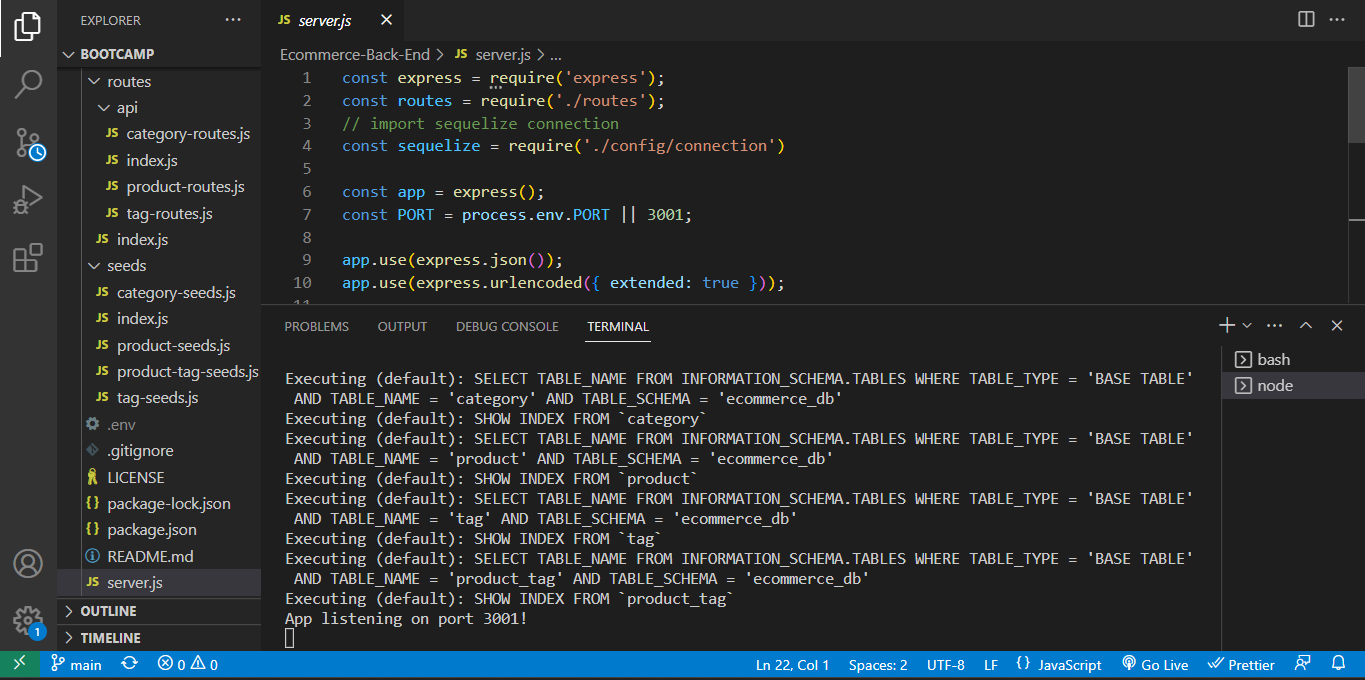 EXPLORER
BOOTCAMP
routes
api
JS category-routes.js
JS index.js
JS product-routes.js
JS tag-routes.js
JS index.js
seeds
JS category-seeds.js
JS index.js
JS product-seeds.js
JS product-tag-seeds.js
JS tag-seeds.js
.env
.gitignore
LICENSE
{} package-lock.json
{} package.json
README.md
JS server.js
OUTLINE
TIMELINE
1
JS server.js
Ecommerce-Back-End > JS server.js > ...
1 const express = require('express');
2 const routes = require('./routes');
3 // import sequelize connection
4 const sequelize = require('./config/connection')
5
6 const app = express();
7 const PORT = process.env.PORT || 3001;
8
9 app.use(express.json());
10 app.use(express.urlencoded({ extended: true }));
11
PROBLEMS OUTPUT DEBUG CONSOLE TERMINAL
Executing (default): SELECT TABLE_NAME FROM INFORMATION_SCHEMA.TABLES WHERE TABLE_TYPE = 'BASE TABLE'
AND TABLE_NAME = 'category' AND TABLE_SCHEMA = 'ecommerce_db'
Executing (default): SHOW INDEX FROM `category`
Executing (default): SELECT TABLE_NAME FROM INFORMATION_SCHEMA.TABLES WHERE TABLE_TYPE = 'BASE TABLE'
AND TABLE_NAME = 'product' AND TABLE_SCHEMA = 'ecommerce_db'
Executing (default): SHOW INDEX FROM `product`
Executing (default): SELECT TABLE_NAME FROM INFORMATION_SCHEMA.TABLES WHERE TABLE_TYPE = 'BASE TABLE'
AND TABLE_NAME = 'tag' AND TABLE_SCHEMA = 'ecommerce_db'
Executing (default): SHOW INDEX FROM `tag`
Executing (default): SELECT TABLE_NAME FROM INFORMATION_SCHEMA.TABLES WHERE TABLE_TYPE = 'BASE TABLE'
AND TABLE_NAME = 'product_tag' AND TABLE_SCHEMA = 'ecommerce_db'
Executing (default): SHOW INDEX FROM `product_tag`
App listening on port 3001!
bash
node
main 0 0 Ln 22, Col 1 Spaces: 2 UTF-8 LF {} JavaScript Go Live Prettier